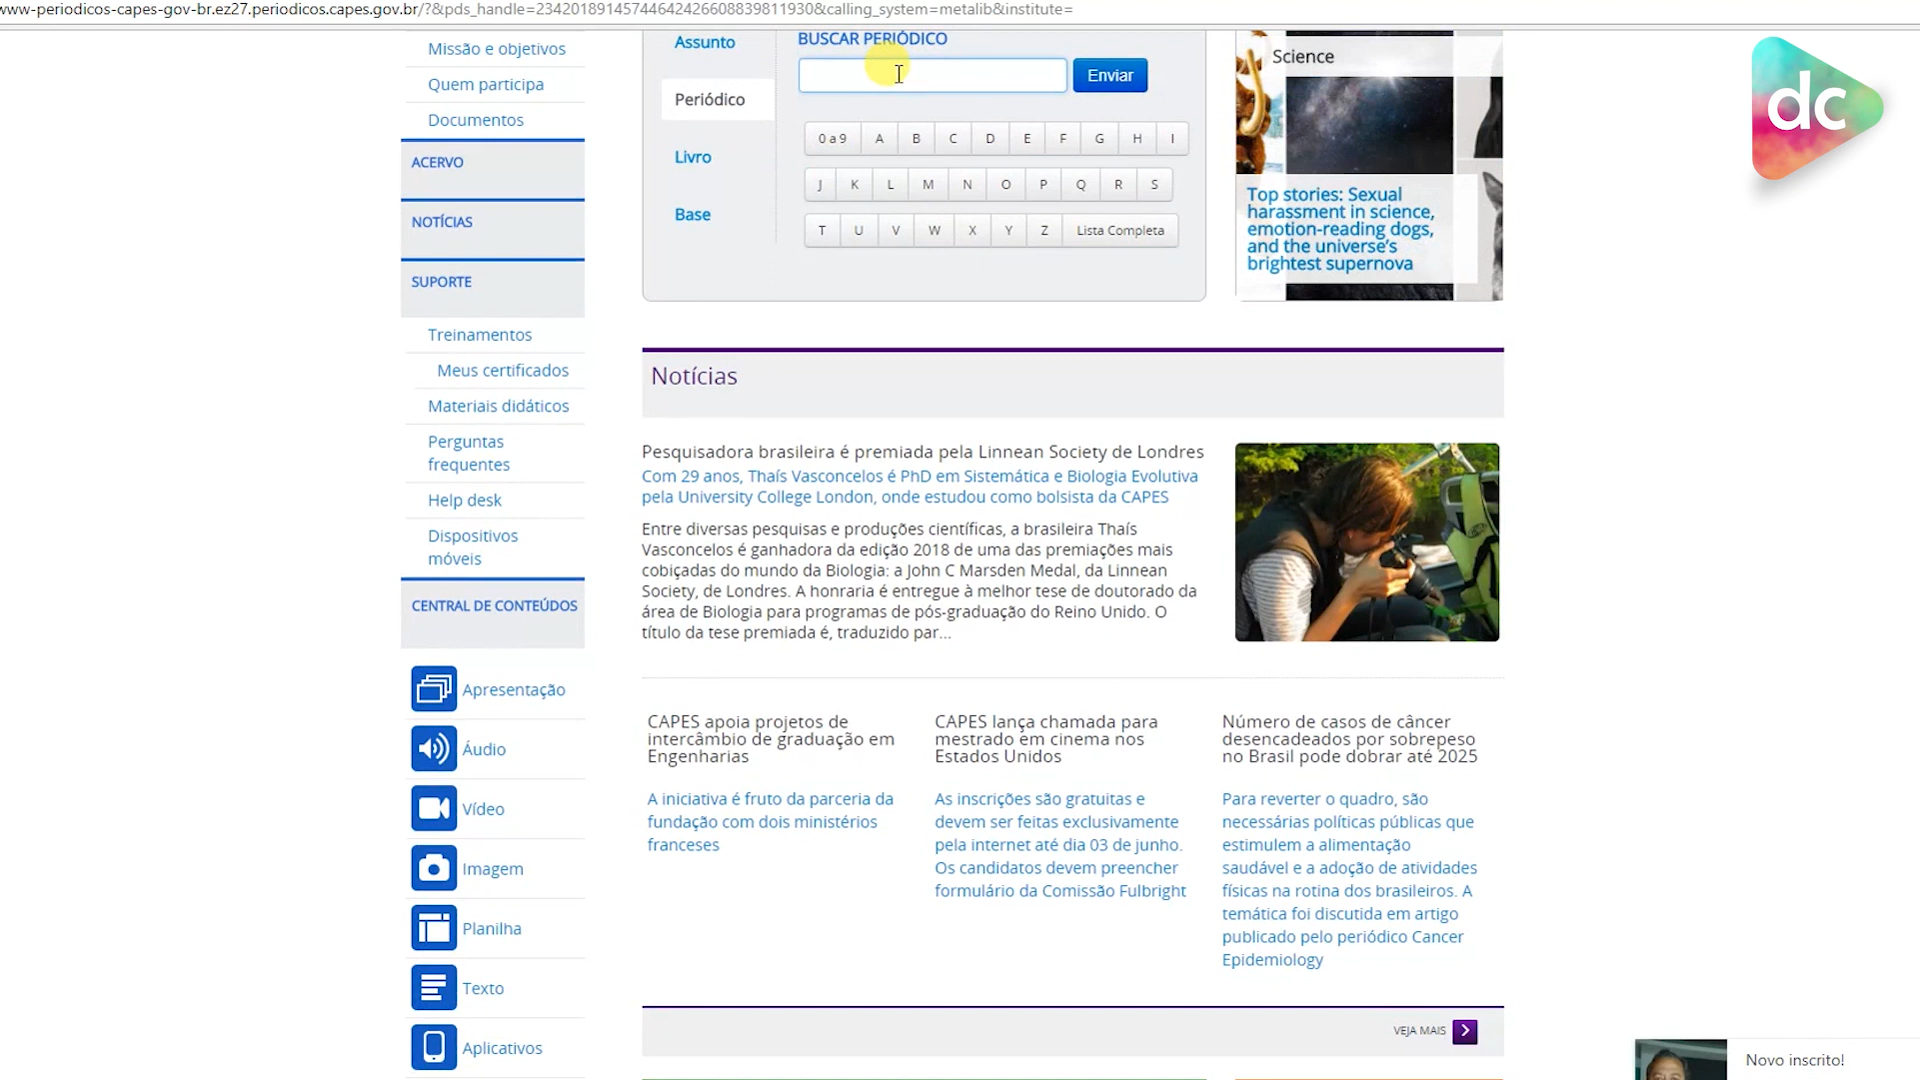 www-periodicos-capes-gov-br.ez27.periodicos.capes.gov.br/?&pds_handle=2342018914574464242660883981193​0&calling_system=metalib&institute=
Missão e objetivos
Quem participa
Documentos
ACERVO
NOTÍCIAS
SUPORTE
Treinamentos
Meus certificados
Materiais didáticos
Perguntas
frequentes
Help desk
Dispositivos
móveis
CENTRAL DE CONTEÚDOS
Apresentação
Áudio
Vídeo
Imagem
Planilha
Texto
Aplicativos
Assunto
Periódico
Livro
Base
BUSCAR PERIÓDICO
Enviar
0 a 9 A B C D E F G H I
J K L M N O P Q R S
T U V W X Y Z Lista Completa
Science
Top stories: Sexual
harassment in science,
emotion-reading dogs,
and the universe's
brightest supernova
dc
Notícias
Pesquisadora brasileira é premiada pela Linnean Society de Londres
Com 29 anos, Thaís Vasconcelos é PhD em Sistemática e Biologia Evolutiva
pela University College London, onde estudou como bolsista da CAPES
Entre diversas pesquisas e produções científicas, a brasileira Thaís
Vasconcelos é ganhadora da edição 2018 de uma das premiações mais
cobiçadas do mundo da Biologia: a John C Marsden Medal, da Linnean
Society, de Londres. A honraria é entregue à melhor tese de doutorado da
área de Biologia para programas de pós-graduação do Reino Unido. O
título da tese premiada é, traduzido par...
CAPES apoia projetos de
intercâmbio de graduação em
Engenharias
A iniciativa é fruto da parceria da
fundação com dois ministérios
franceses
CAPES lança chamada para
mestrado em cinema nos
Estados Unidos
As inscrições são gratuitas e
devem ser feitas exclusivamente
pela internet até dia 03 de junho.
Os candidatos devem preencher
formulário da Comissão Fulbright
Número de casos de câncer
desencadeados por sobrepeso
no Brasil pode dobrar até 2025
Para reverter o quadro, são
necessárias políticas públicas que
estimulem a alimentação
saudável e a adoção de atividades
físicas na rotina dos brasileiros. A
temática foi discutida em artigo
publicado pelo periódico Cancer
Epidemiology
VEJA MAIS
Novo inscrito!